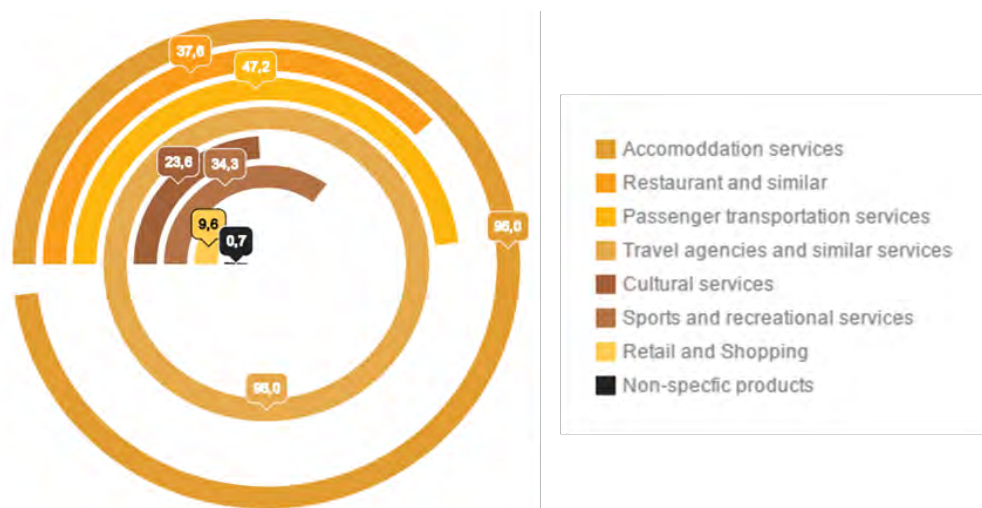 37,6
47,2
23,6
34,3
9,6
0,7
96,0
98,0
Accomoddation services
Restaurant and similar
Passenger transportation services
Travel agencies and similar services
Cultural services
Sports and recreational services
Retail and Shopping
Non-specfic products